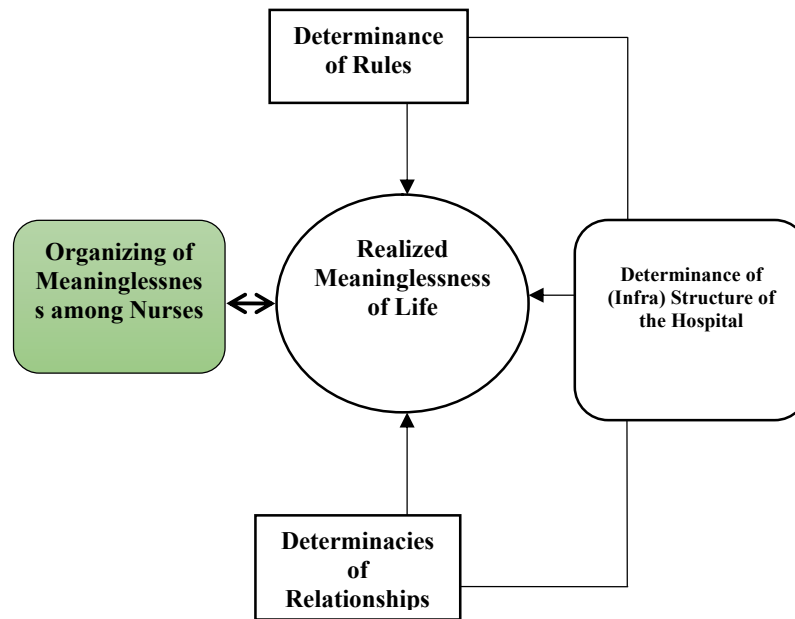 Determinance
of Rules
Organizing of
Meaninglessnes
s among Nurses
Realized
Meaninglessness
of Life
Determinance of
(Infra) Structure of
the Hospital
Determinacies
of
Relationships